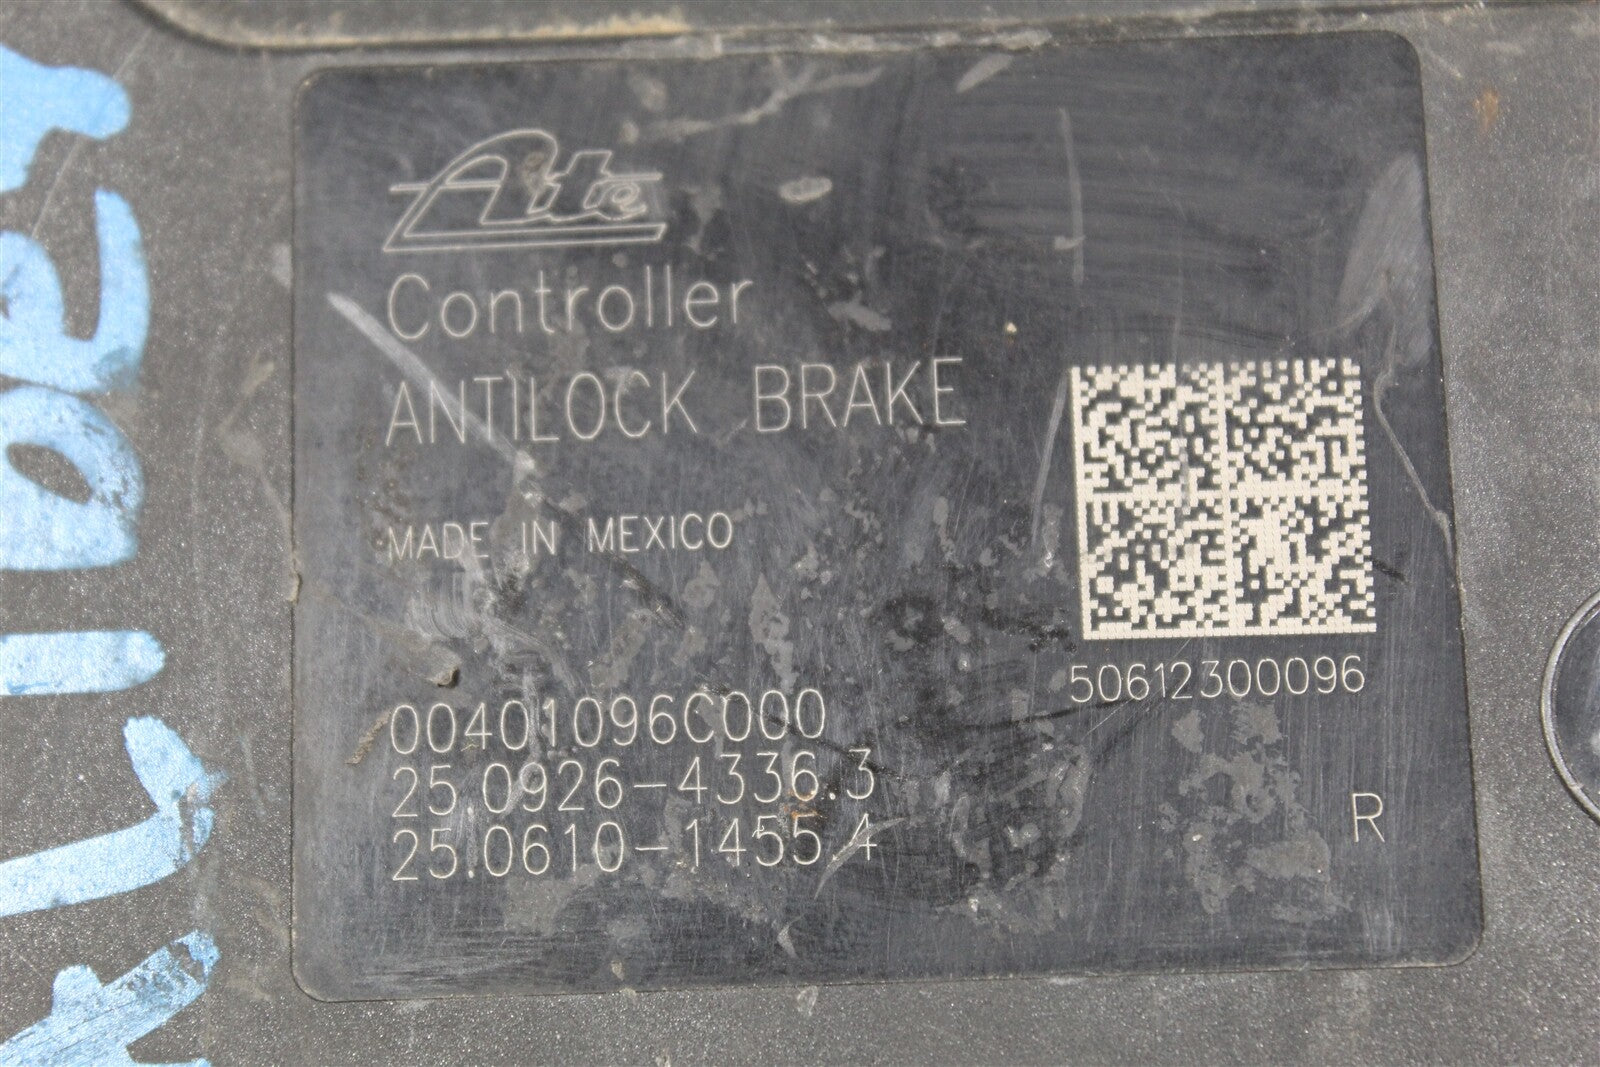 Ate
Controller
ANTILOCK BRAKE
MADE IN MEXICO
50612300096
00401096C000
25.0926-4336.3
25.0610-1455.4
R